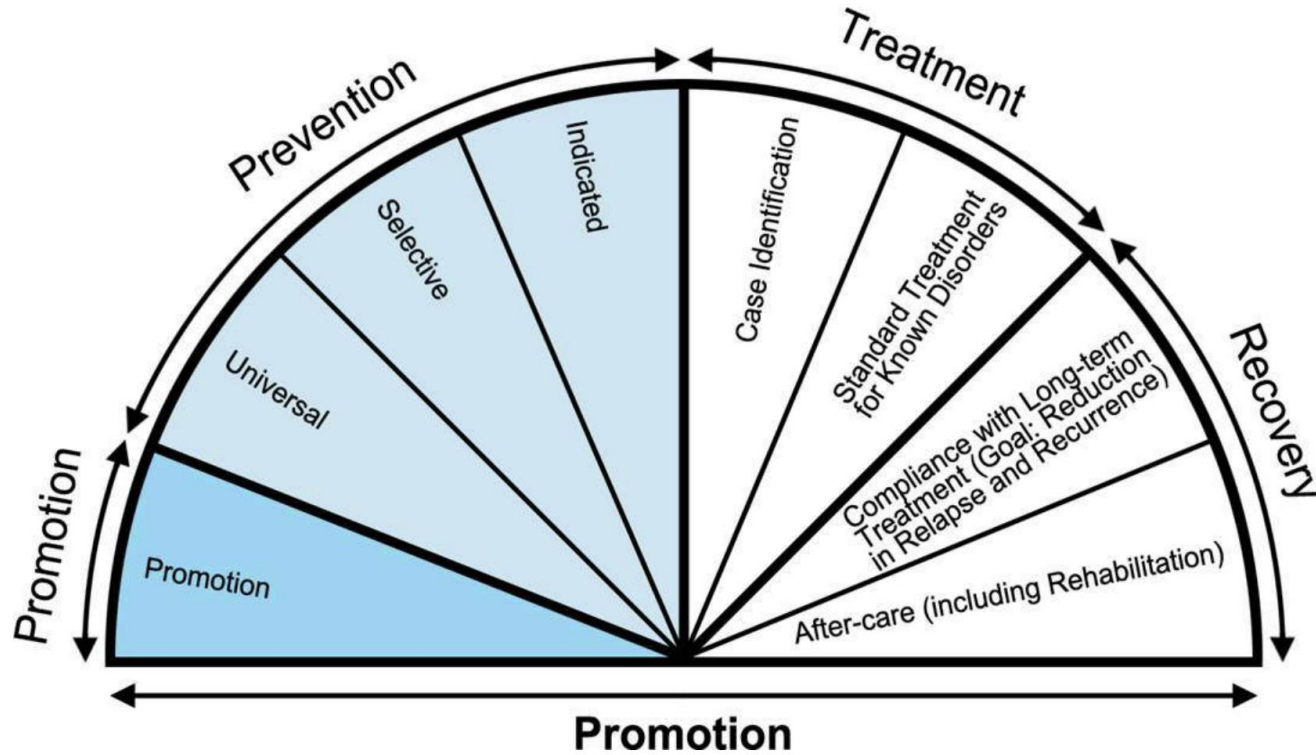 Prevention
Treatment
Recovery
Promotion
Promotion
Universal
Selective
Indicated
Case Identification
Standard Treatment
for Known Disorders
Compliance with Long-term
Treatment (Goal: Reduction
in Relapse and Recurrence)
After-care (including Rehabilitation)
Promotion